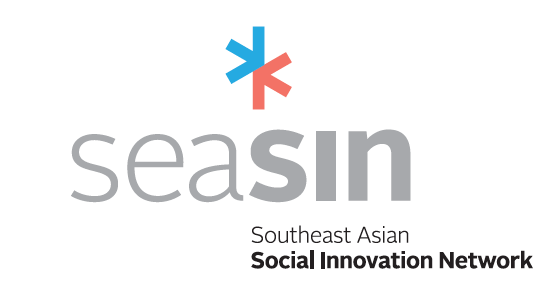 seasin
Southeast Asian
Social Innovation Network